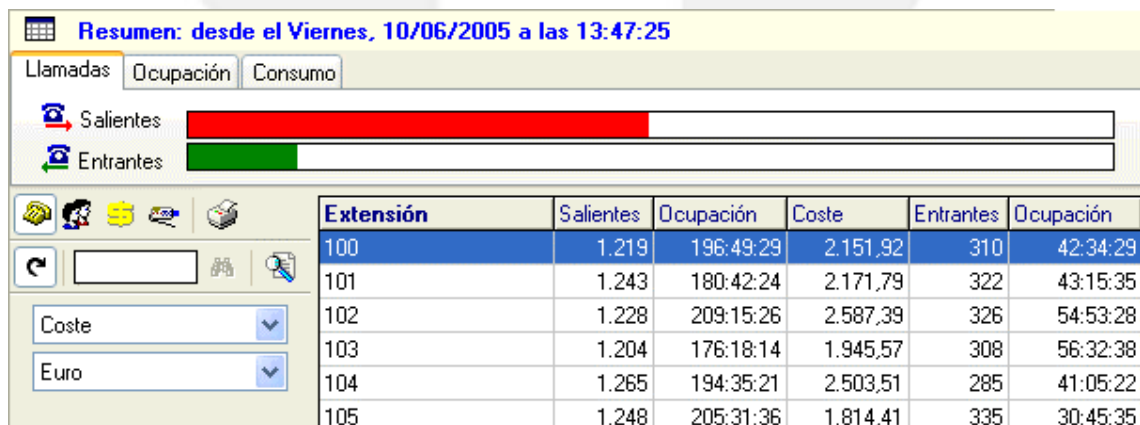 Resumen: desde el Viernes, 10/06/2005 a las 13:47:25
Llamadas Ocupación Consumo
Salientes
Entrantes
Extensión Salientes Ocupación Coste Entrantes Ocupación
100 1.219 196:49:29 2.151,92 310 42:34:29
101 1.243 180:42:24 2.171,79 322 43:15:35
102 1.228 209:15:26 2.587,39 326 54:53:28
103 1.204 176:18:14 1.945,57 308 56:32:38
104 1.265 194:35:21 2.503,51 285 41:05:22
105 1.248 205:31:36 1.814,41 335 30:45:35
Coste
Euro